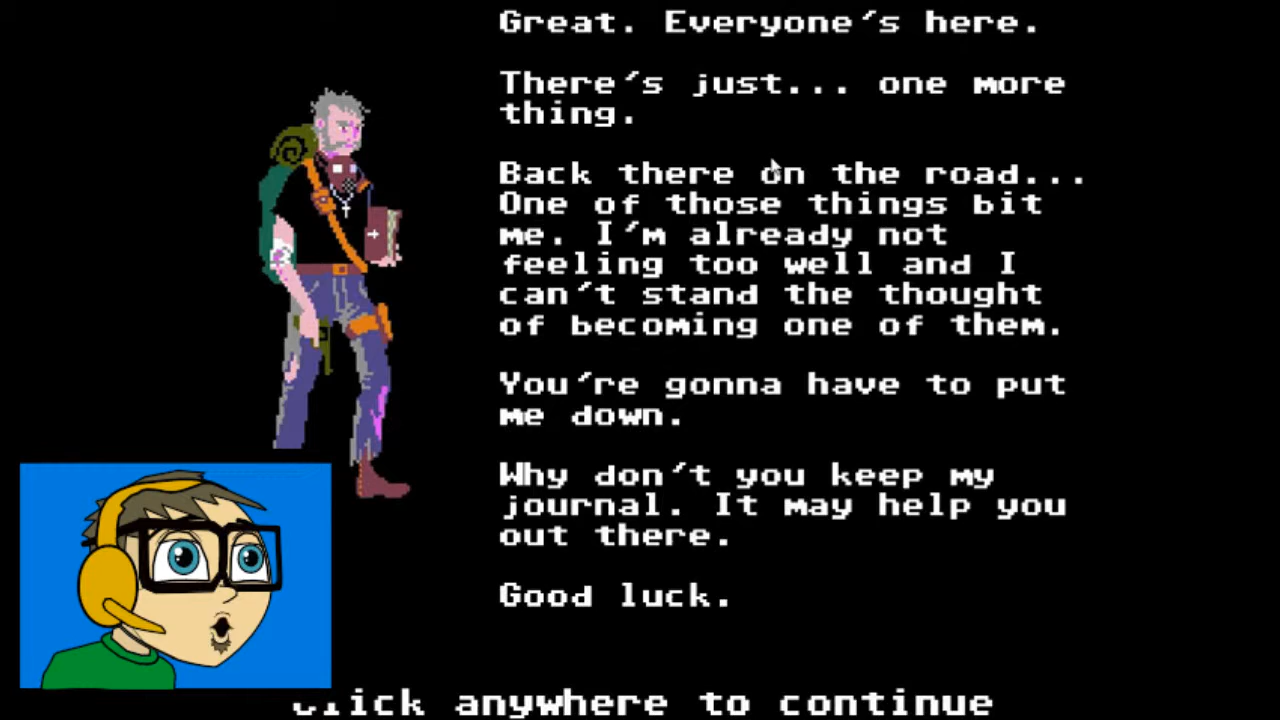 Great. Everyone's here.
There's just... one more
thing.
Back there on the road...
One of those things bit
me. I'm already not
feeling too well and I
can't stand the thought
of becoming one of them.
You're gonna have to put
me down.
Why don't you keep my
journal. It may help you
out there.
Good luck.
Click anywhere to continue